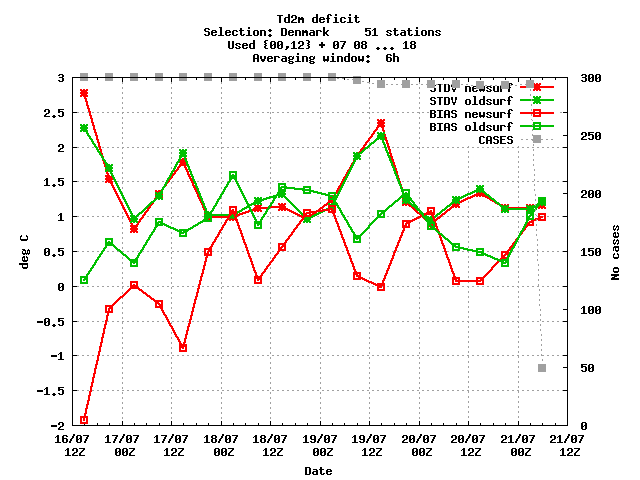 Td2m deficit
Selection: Denmark 51 stations
Used {00,12} + 07 08 ... 18
Averaging window: 6h
STDV newsurf
STDV oldsurf
BIAS newsurf
BIAS oldsurf
CASES
3
2.5
2
1.5
1
0.5
0
-0.5
-1
-1.5
-2
deg C
300
250
200
150
100
50
0
No cases
16/07 17/07 17/07 18/07 18/07 19/07 19/07 20/07 20/07 21/07 21/07
12Z 00Z 12Z 00Z 12Z 00Z 12Z 00Z 12Z 00Z 12Z
Date